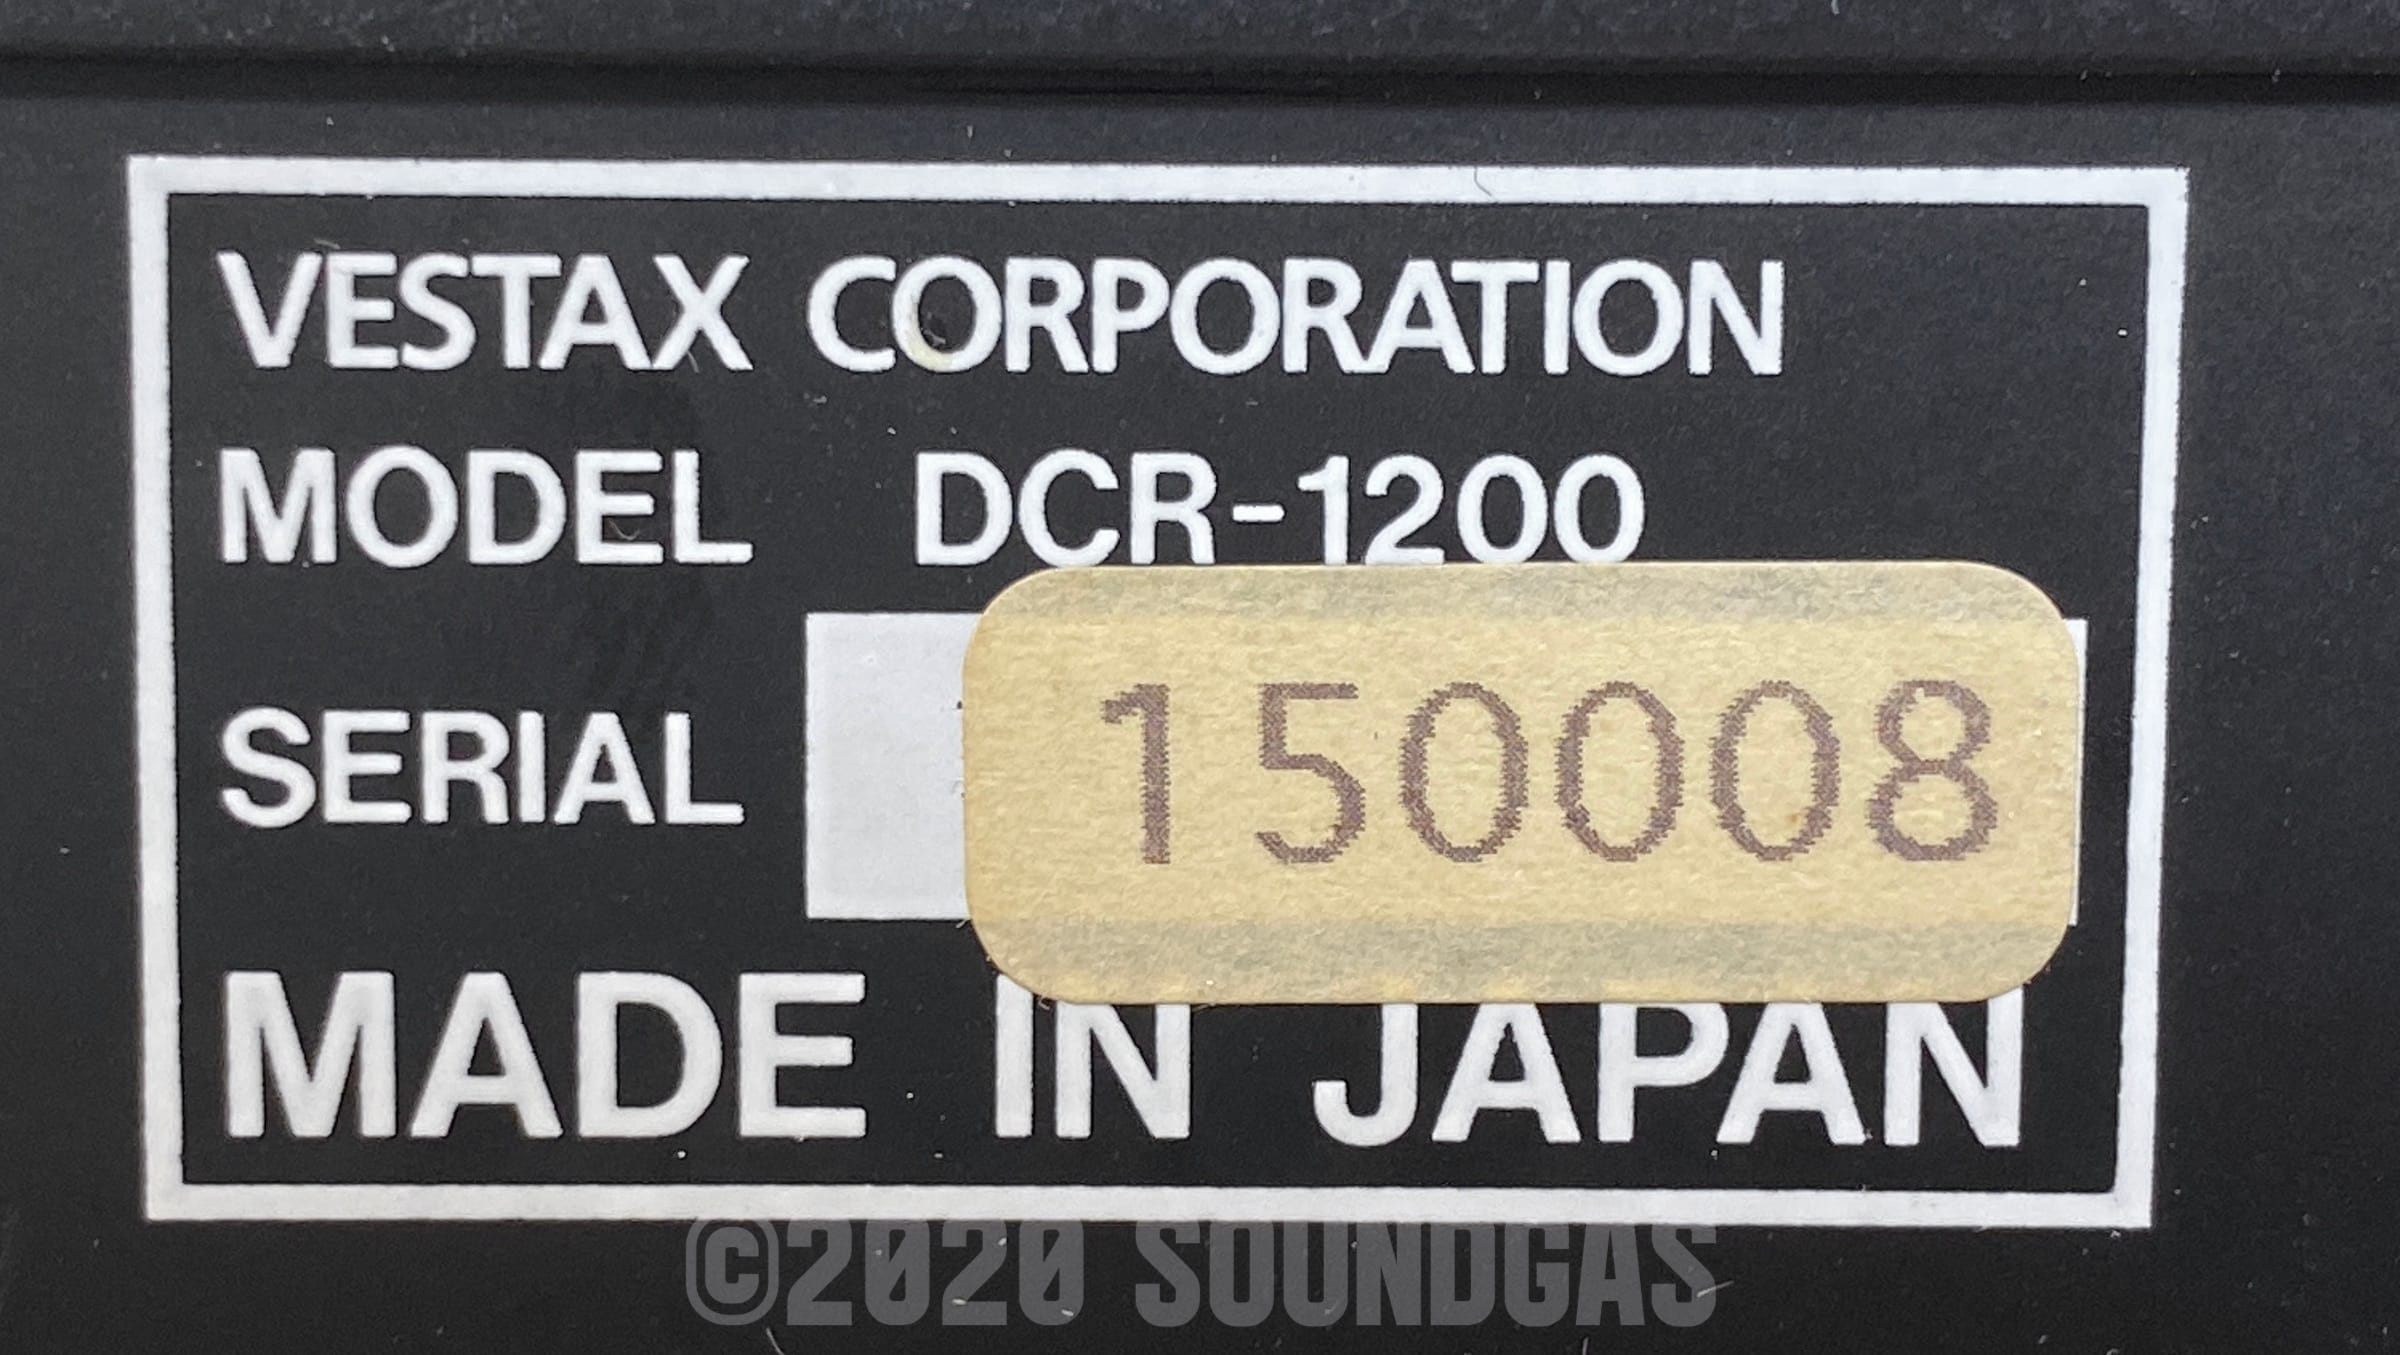 VESTAX CORPORATION
MODEL DCR-1200
SERIAL 150008
MADE IN JAPAN
©2020 SOUNDGAS